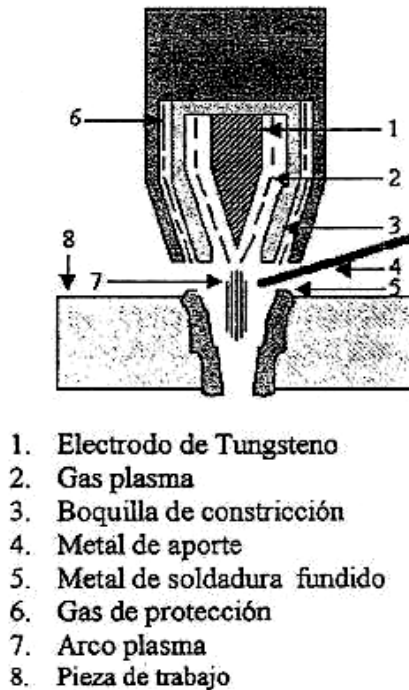 6
1
2
3
8
7
4
5
1. Electrodo de Tungsteno
2. Gas plasma
3. Boquilla de constricción
4. Metal de aporte
5. Metal de soldadura fundido
6. Gas de protección
7. Arco plasma
8. Pieza de trabajo